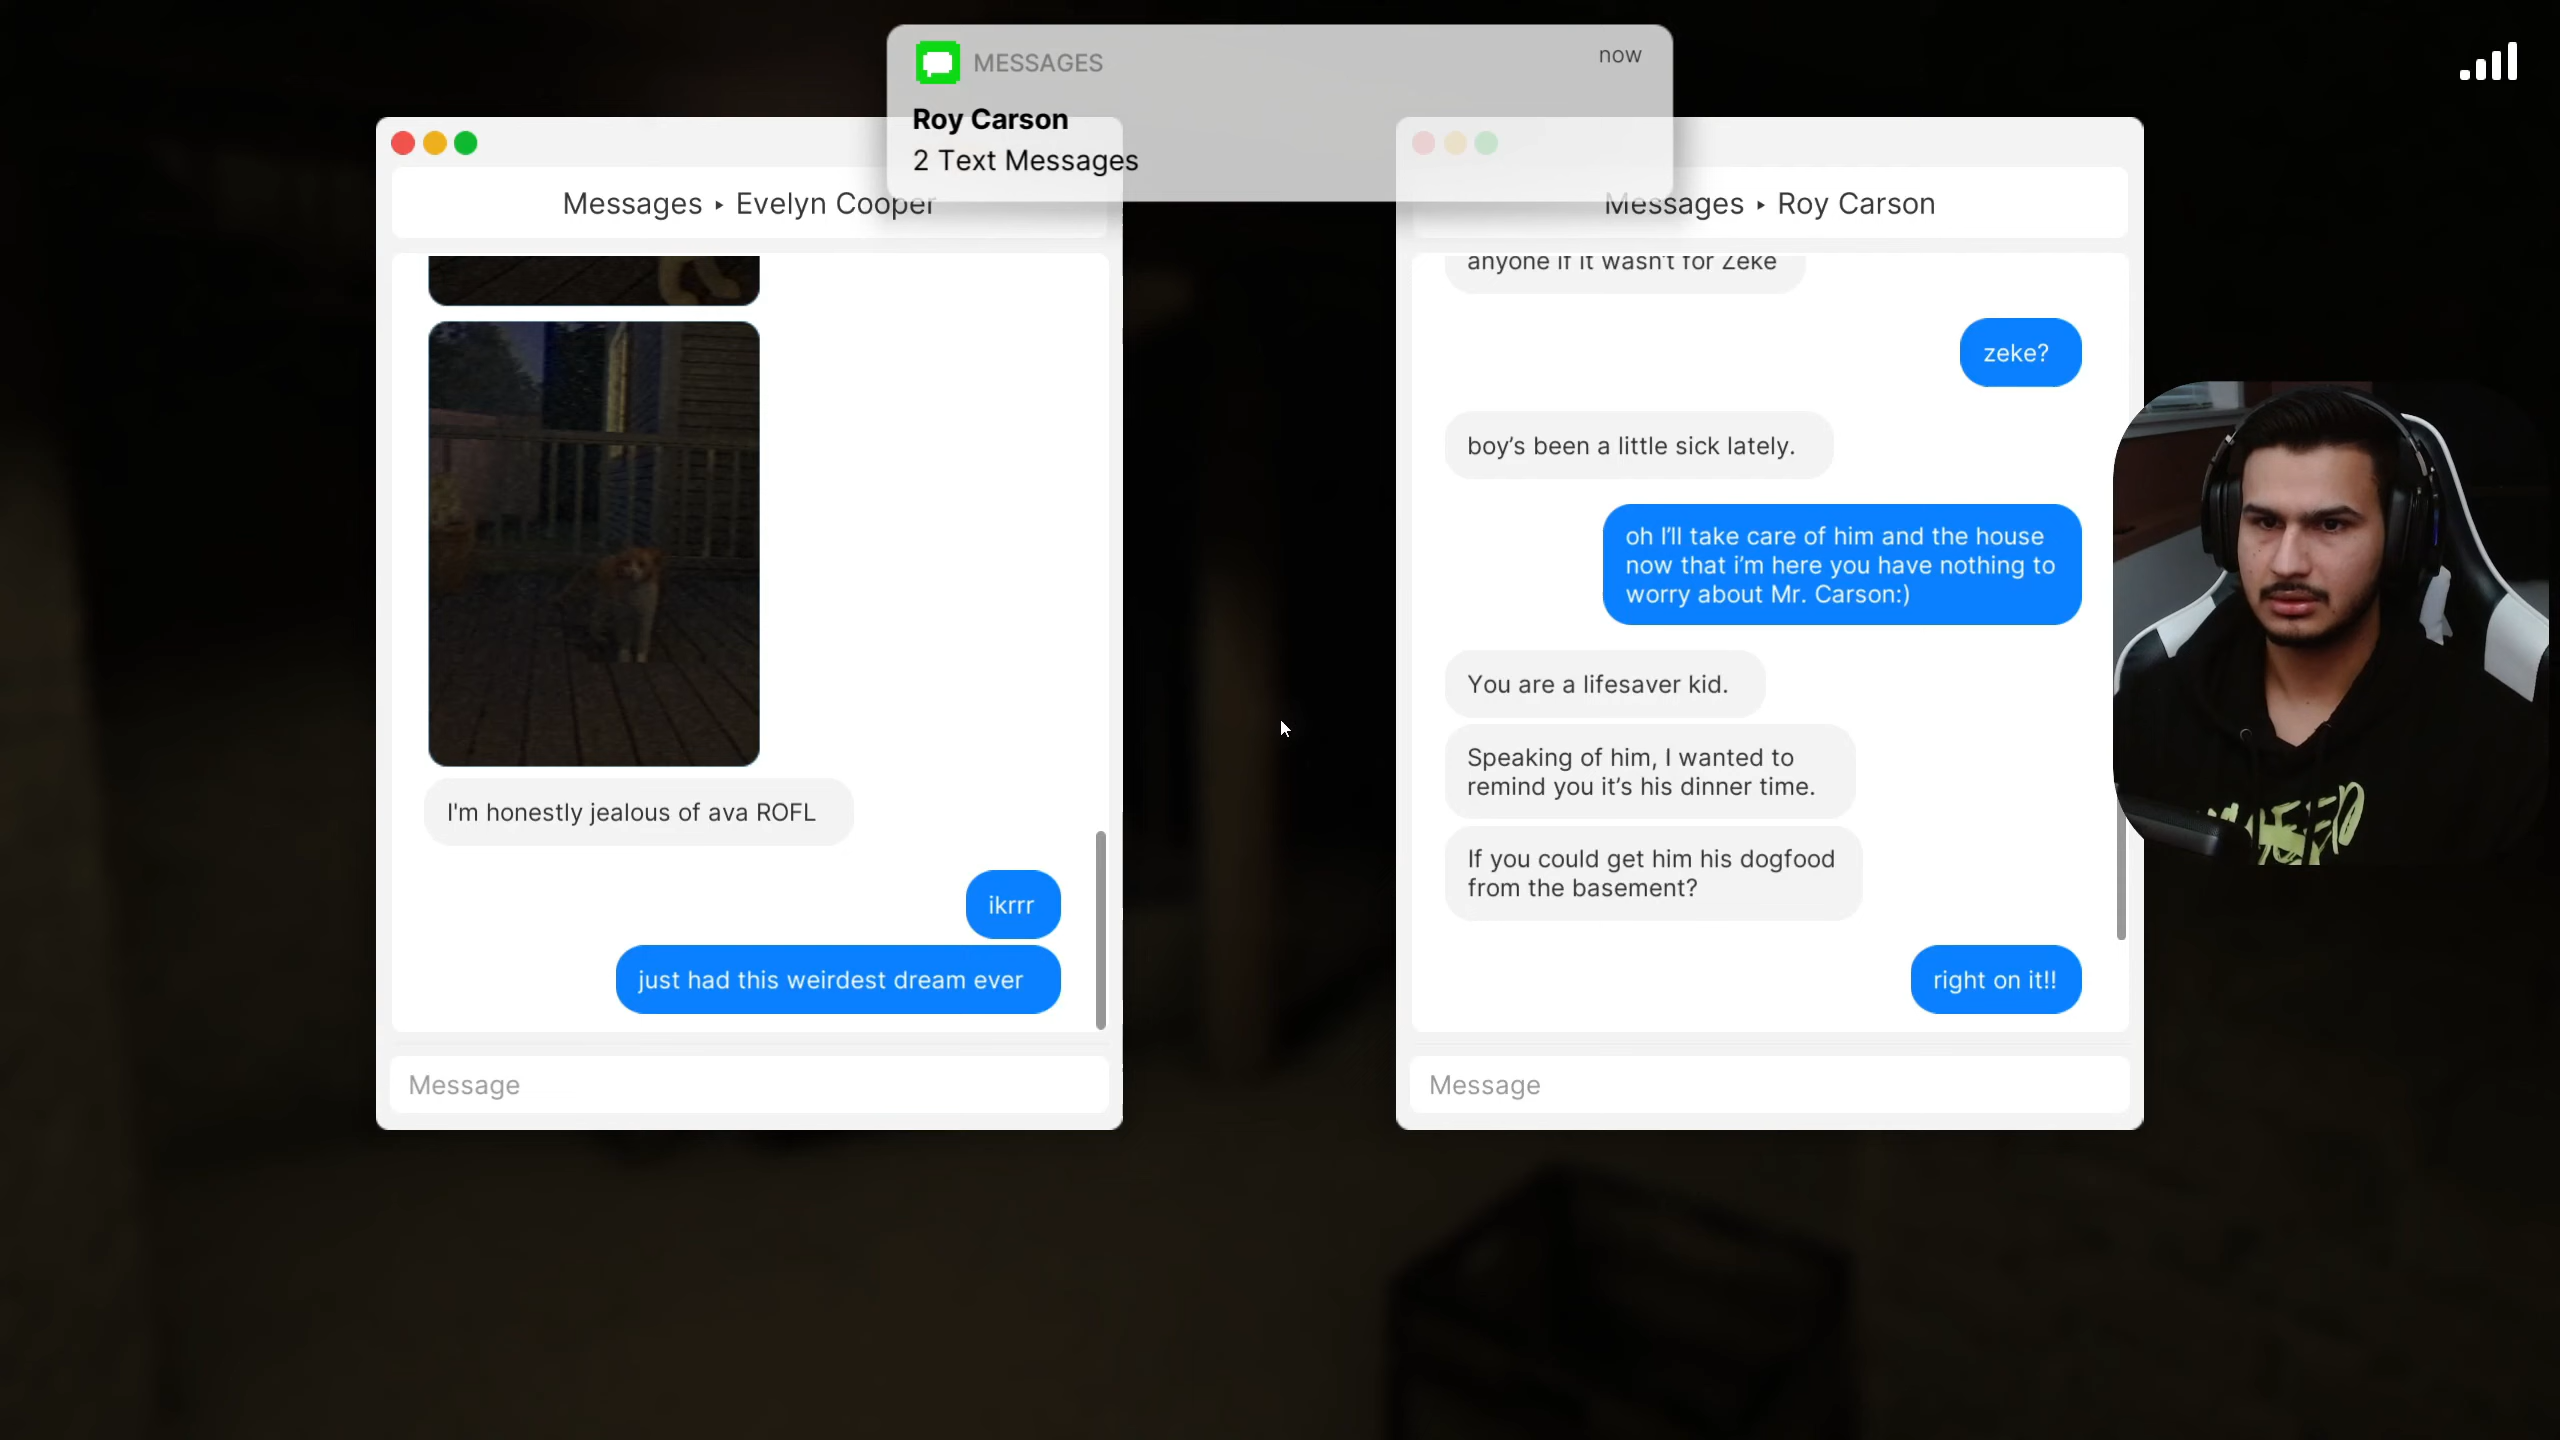 MESSAGES
now
Roy Carson
2 Text Messages
Messages ‣ Evelyn Cooper
I'm honestly jealous of ava ROFL
ikrrr
just had this weirdest dream ever
Message
Messages ‣ Roy Carson
anyone if it wasn't for Zeke
zeke?
boy’s been a little sick lately.
oh I’ll take care of him and the house
now that i’m here you have nothing to
worry about Mr. Carson:)
You are a lifesaver kid.
Speaking of him, I wanted to
remind you it’s his dinner time.
If you could get him his dogfood
from the basement?
right on it!!
Message